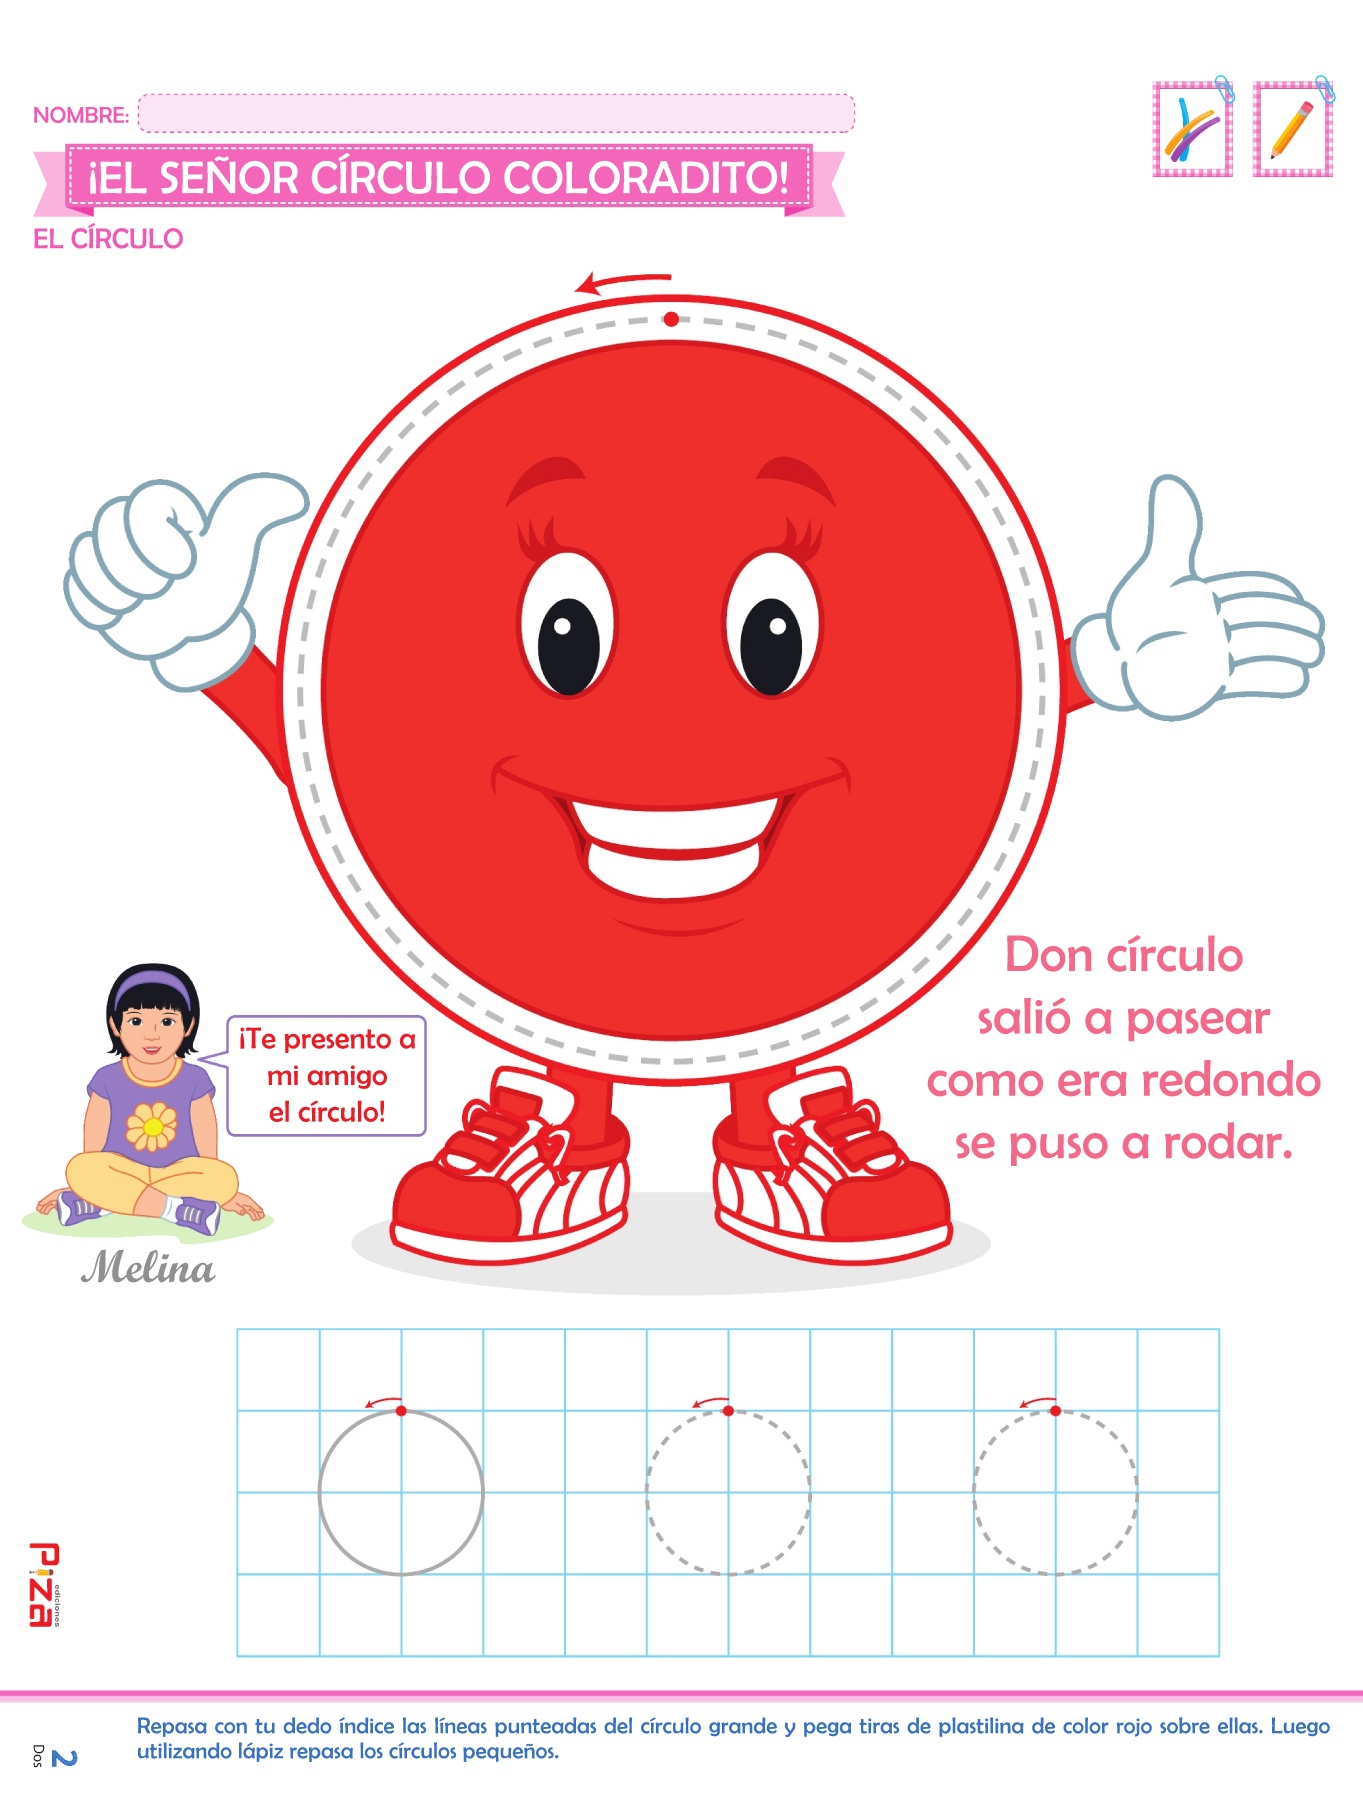 NOMBRE:
¡EL SEÑOR CÍRCULO COLORADITO!
EL CÍRCULO
Don círculo
salió a pasear
como era redondo
se puso a rodar.
¡Te presento a
mi amigo
el círculo!
Melina
Piza
ediciones
Repasa con tu dedo índice las líneas punteadas del círculo grande y pega tiras de plastilina de color rojo sobre ellas. Luego
utilizando lápiz repasa los círculos pequeños.
2
Dos